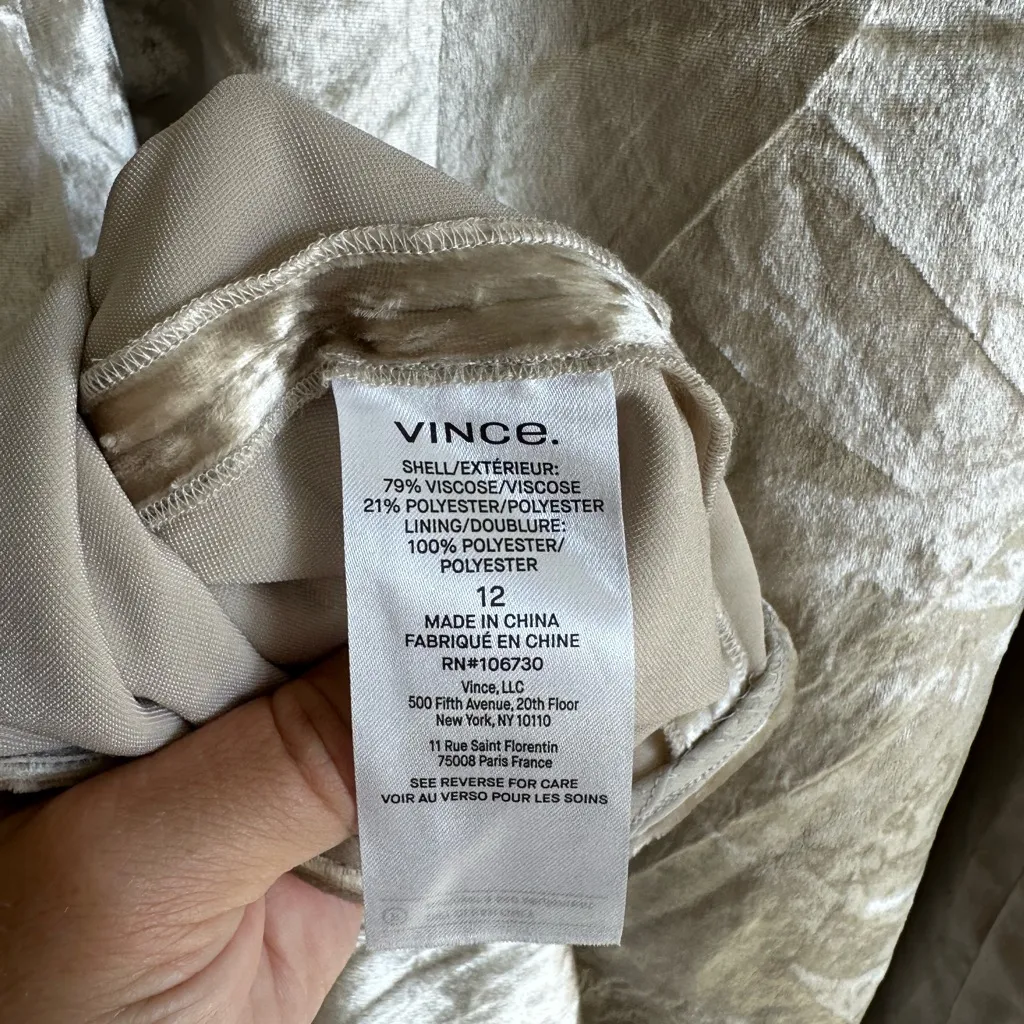 VINCE.
SHELL/EXTÉRIEUR:
79% VISCOSE/VISCOSE
21% POLYESTER/POLYESTER
LINING/DOUBLURE:
100% POLYESTER/
POLYESTER
12
MADE IN CHINA
FABRIQUÉ EN CHINE
RN#106730
Vince, LLC
500 Fifth Avenue, 20th Floor
New York, NY 10110
11 Rue Saint Florentin
75008 Paris France
SEE REVERSE FOR CARE
VOIR AU VERSO POUR LES SOINS